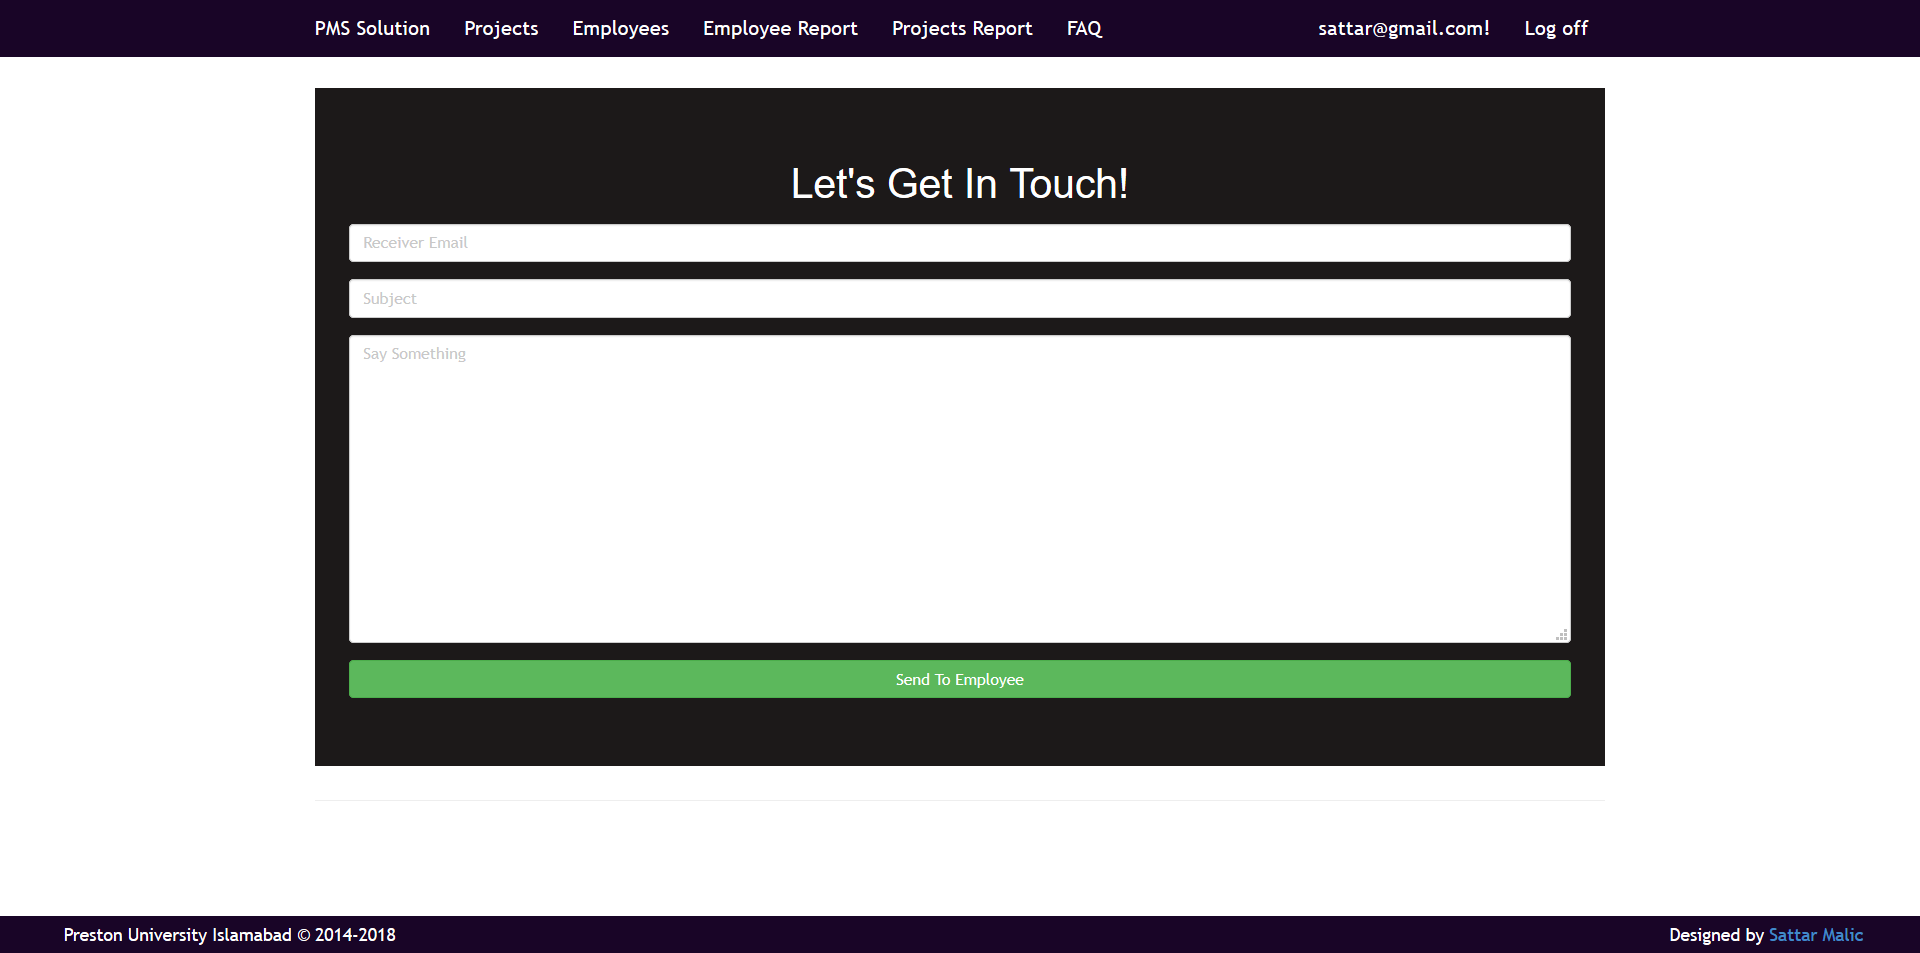 PMS Solution Projects Employees Employee Report Projects Report FAQ sattar@gmail.com! Log off
Let's Get In Touch!
Receiver Email
Subject
Say Something
Send To Employee
Preston University Islamabad © 2014-2018 Designed by Sattar Malic